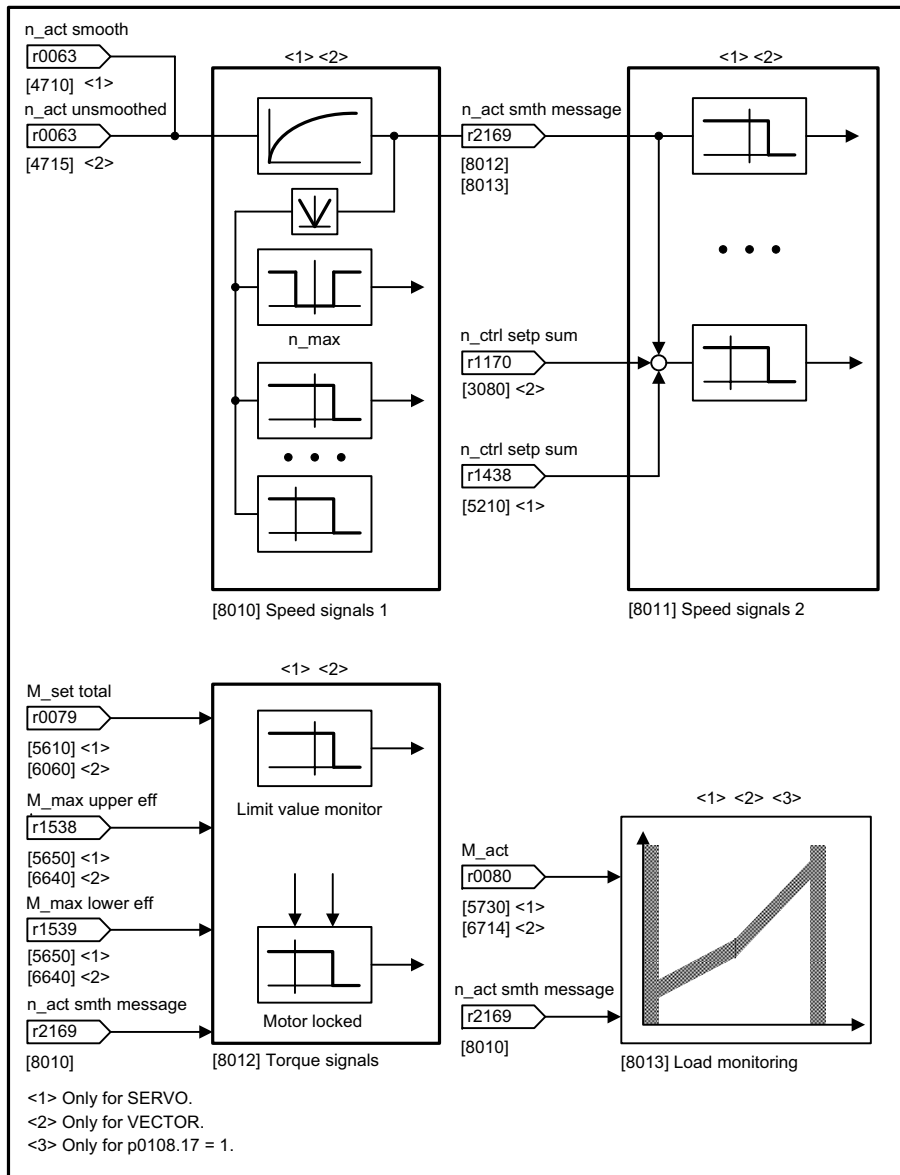 n_act smooth
r0063
[4710] <1>
n_act unsmoothed
r0063
[4715] <2>
<1> <2>
n_max
[8010] Speed signals 1
n_act smth message
r2169
[8012]
[8013]
n_ctrl setp sum
r1170
[3080] <2>
n_ctrl setp sum
r1438
[5210] <1>
<1> <2>
[8011] Speed signals 2
M_set total
r0079
[5610] <1>
[6060] <2>
M_max upper eff
r1538
[5650] <1>
[6640] <2>
M_max lower eff
r1539
[5650] <1>
[6640] <2>
n_act smth message
r2169
[8010]
<1> <2>
Limit value monitor
Motor locked
[8012] Torque signals
M_act
r0080
[5730] <1>
[6714] <2>
n_act smth message
r2169
[8010]
<1> <2> <3>
[8013] Load monitoring
<1> Only for SERVO.
<2> Only for VECTOR.
<3> Only for p0108.17 = 1.